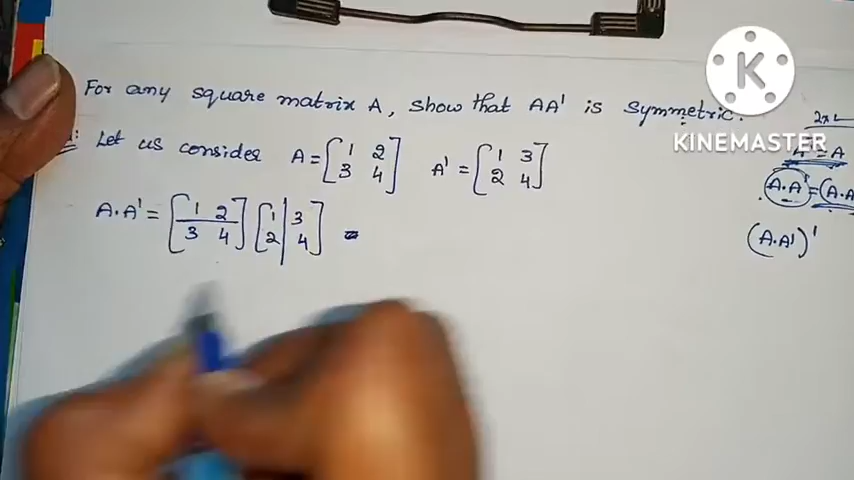 For any square matrix A, show that AA' is symmetric.
Let us consider A = [1 2 A' = [1 3
3 4] 2 4]
A·A' = [1 2 [1 3 =
3 4] 2 4]
2x
A' = A
(A·A') = (A·A
(A·A')'
K
KINEMASTER